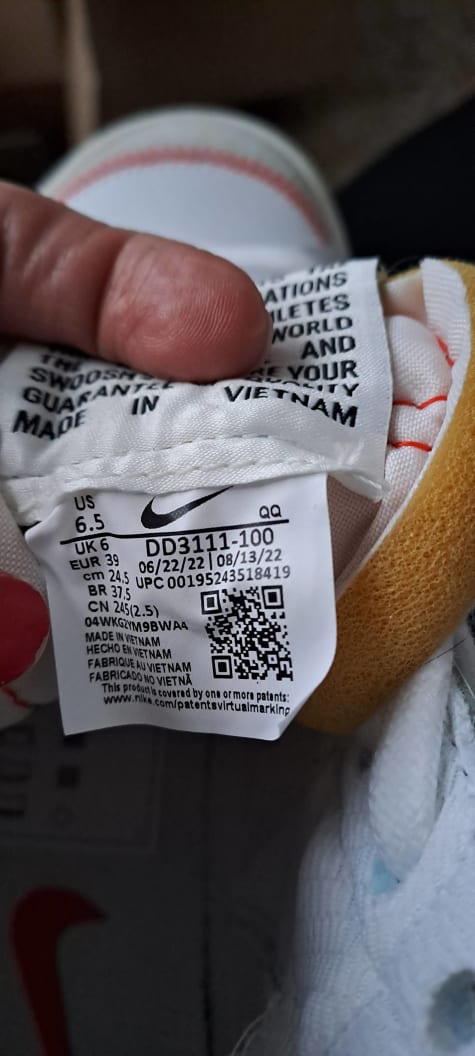 ATIONS
LETES
WORLD
AND
YOUR
SWOOSH
GUARANTEE
MADE IN VIETNAM
US
6.5
QQ
UK 6
DD3111-100
EUR 39
06/22/22 | 08/13/22
cm 24.5
UPC 00195243518419
BR 37.5
CN 245(2.5)
04WKG2YM9BWA4
MADE IN VIETNAM
HECHO EN VIETNAM
FABRIQUE AU VIETNAM
FABRICADO NO VIETNÃ
This product is covered by one or more patents:
www.nike.com/patentsvirtualmarking